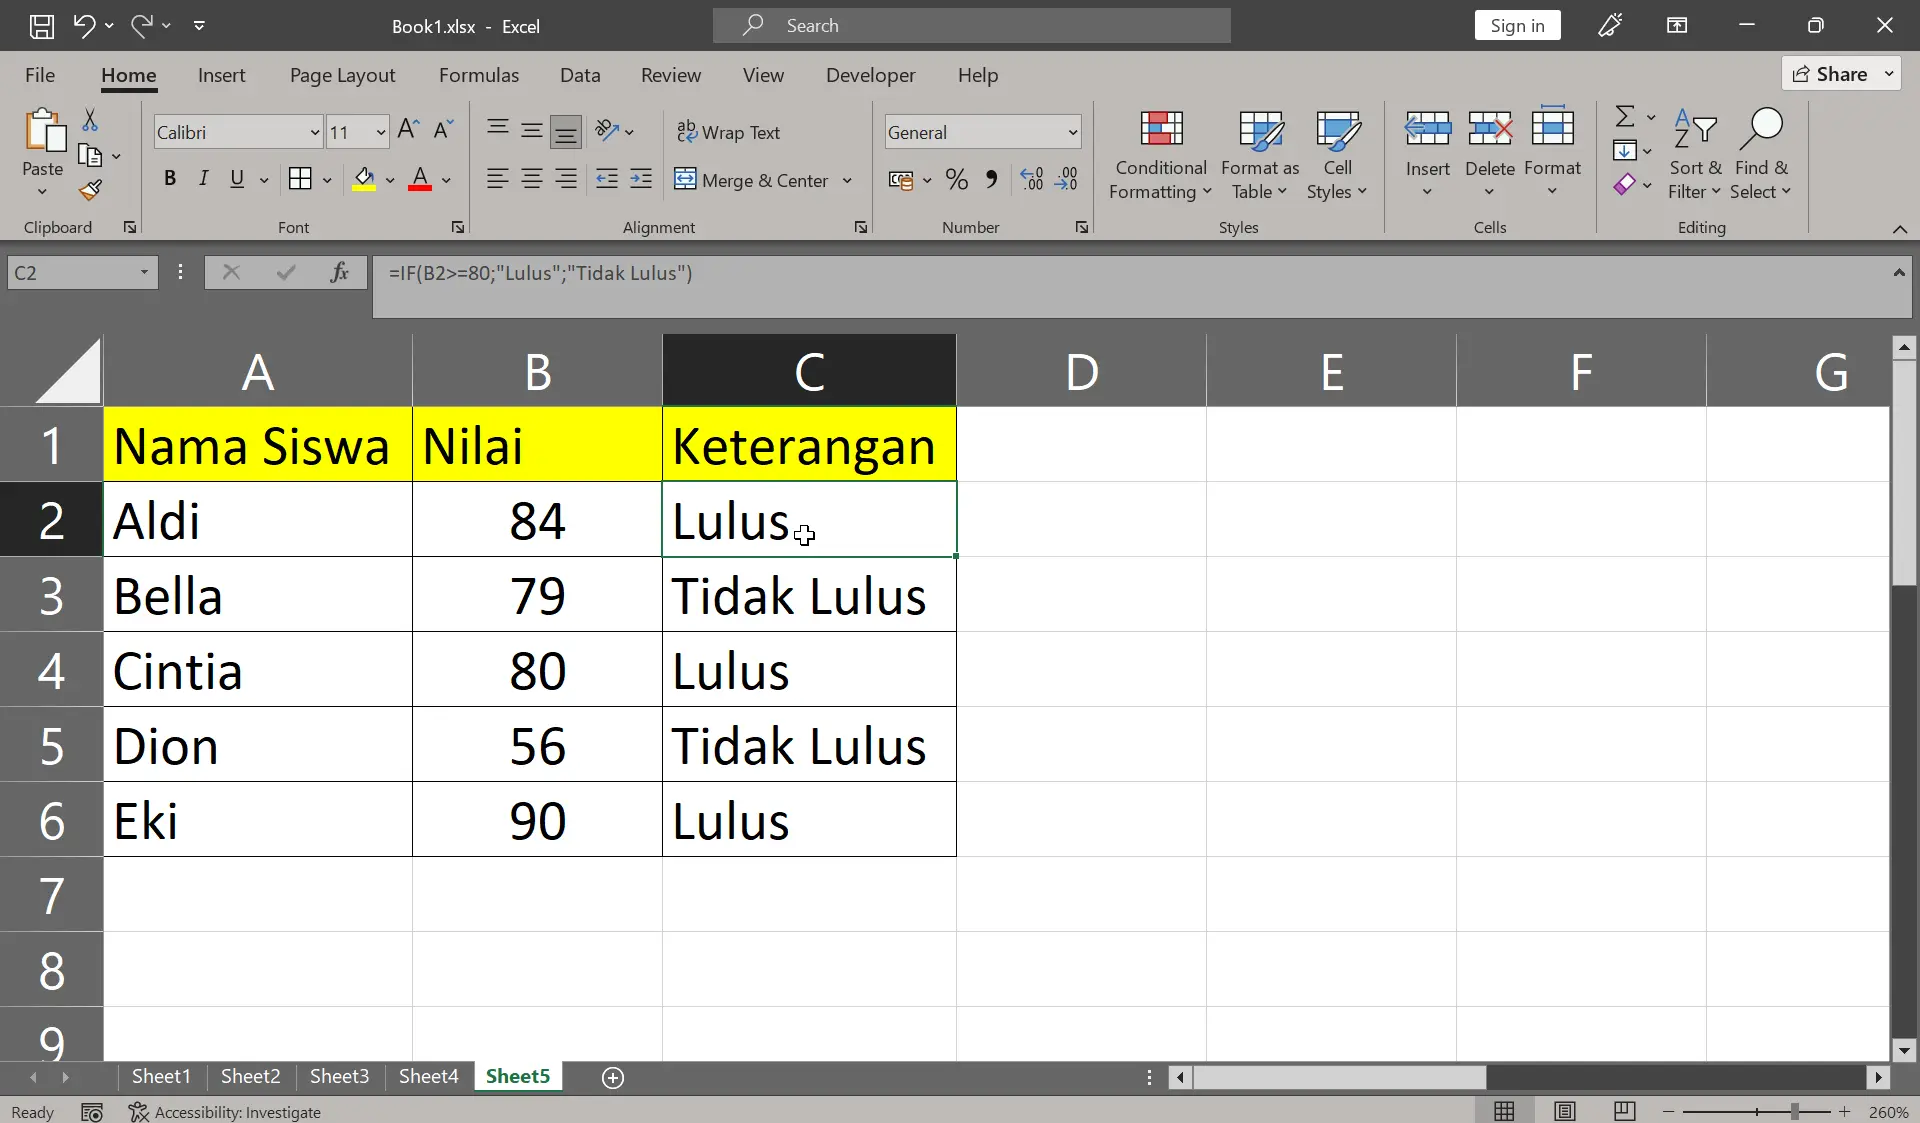 Book1.xlsx - Excel
Search
Sign in
File Home Insert Page Layout Formulas Data Review View Developer Help
Share
Paste
Clipboard
Calibri 11
B I U
Font
Wrap Text
Merge & Center
Alignment
General
Number
Conditional Formatting
Format as Table
Cell Styles
Styles
Insert Delete Format
Cells
Sort & Filter
Find & Select
Editing
C2 fx =IF(B2>=80;"Lulus";"Tidak Lulus")
A B C D E F G
1 Nama Siswa Nilai Keterangan
2 Aldi 84 Lulus
3 Bella 79 Tidak Lulus
4 Cintia 80 Lulus
5 Dion 56 Tidak Lulus
6 Eki 90 Lulus
7
8
9
Sheet1 Sheet2 Sheet3 Sheet4 Sheet5
Ready Accessibility: Investigate 260%